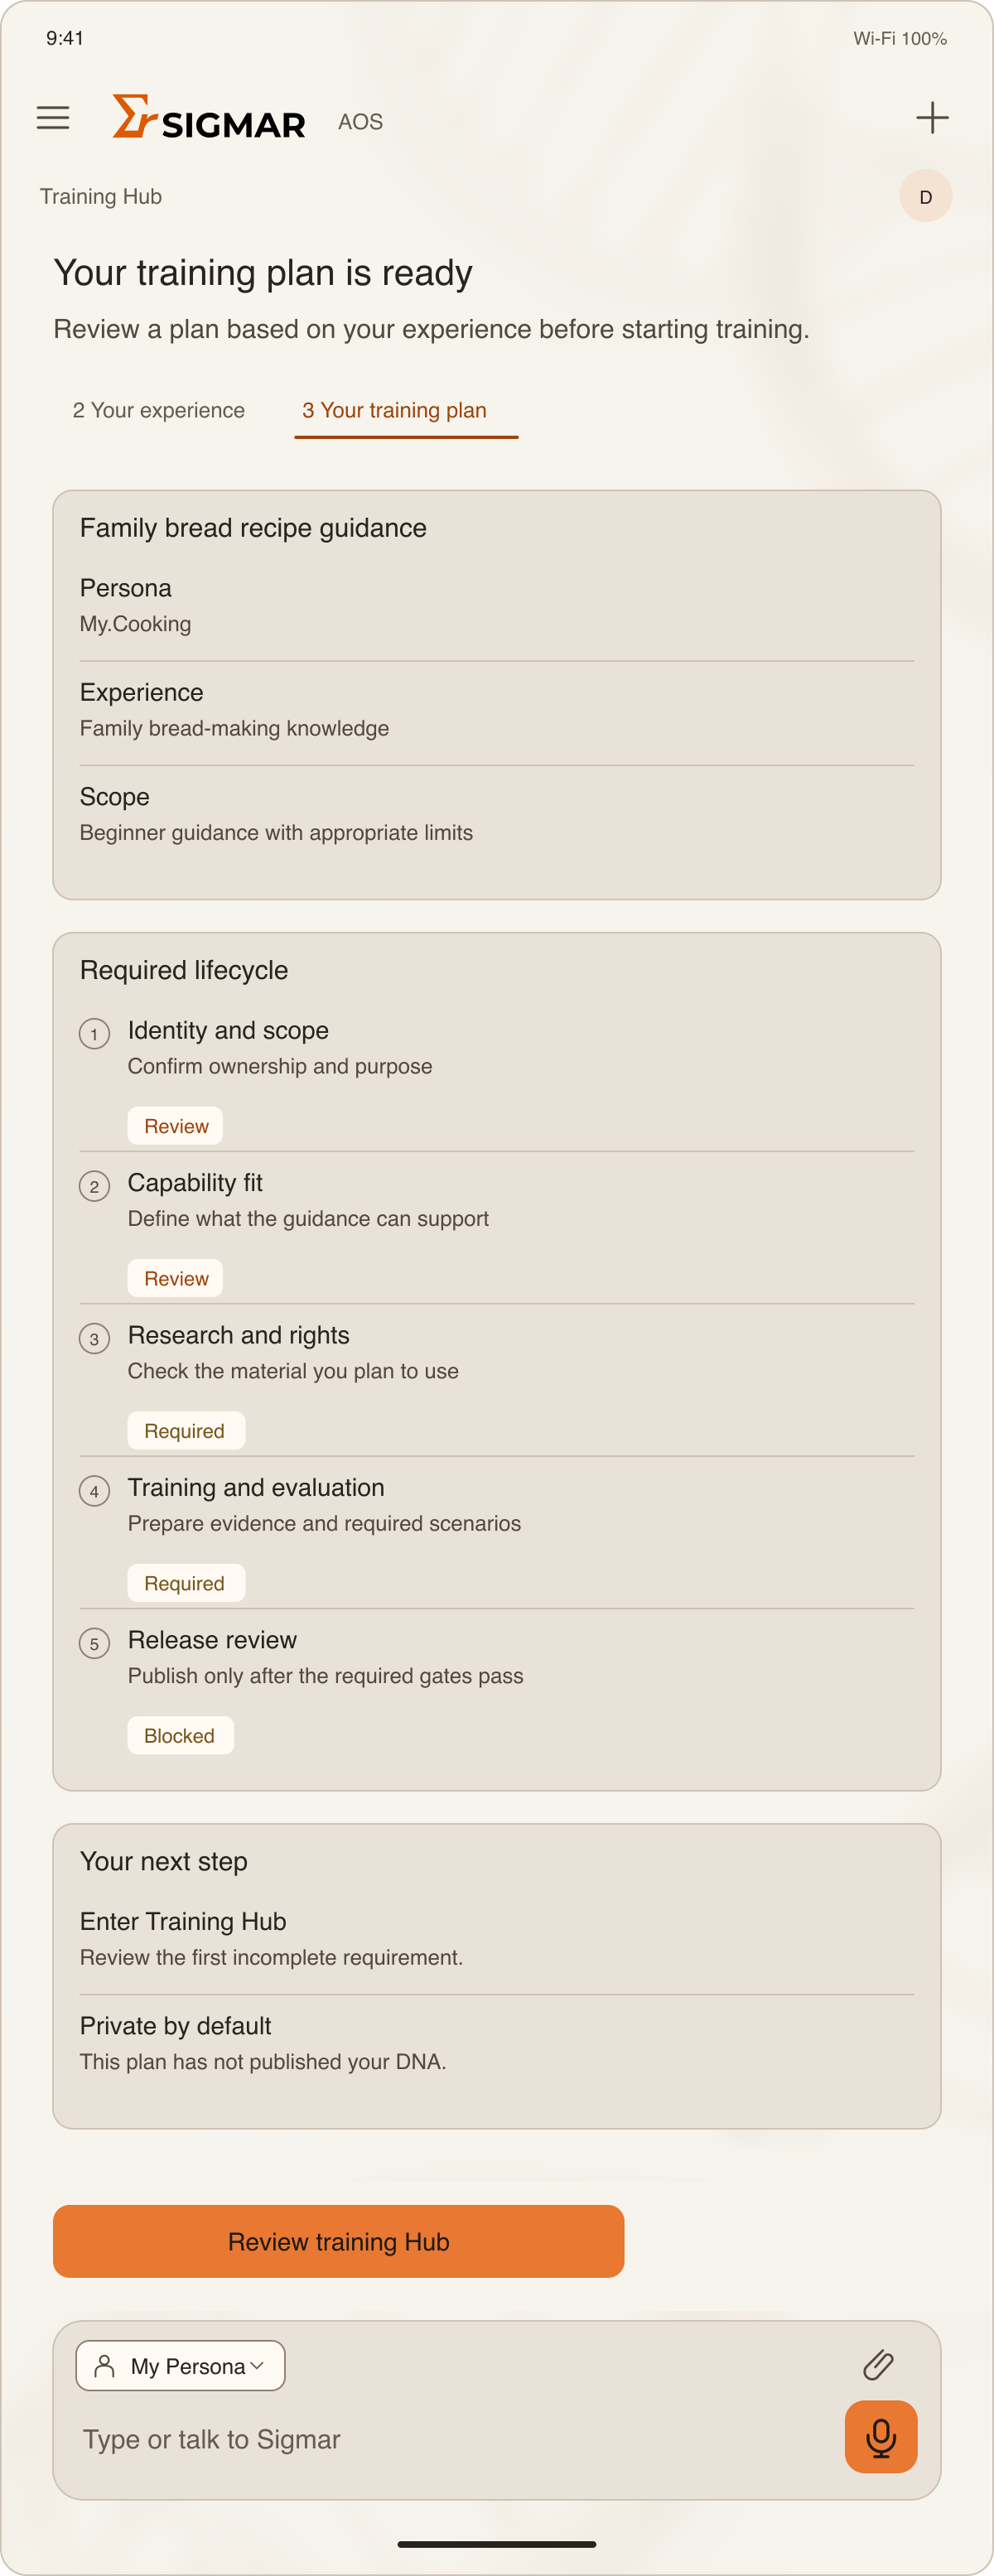 9:41
Wi-Fi 100%
Σr SIGMAR AOS
Training Hub
D
Your training plan is ready
Review a plan based on your experience before starting training.
2 Your experience
3 Your training plan
Family bread recipe guidance
Persona
My.Cooking
Experience
Family bread-making knowledge
Scope
Beginner guidance with appropriate limits
Required lifecycle
1 Identity and scope
Confirm ownership and purpose
Review
2 Capability fit
Define what the guidance can support
Review
3 Research and rights
Check the material you plan to use
Required
4 Training and evaluation
Prepare evidence and required scenarios
Required
5 Release review
Publish only after the required gates pass
Blocked
Your next step
Enter Training Hub
Review the first incomplete requirement.
Private by default
This plan has not published your DNA.
Review training Hub
My Persona
Type or talk to Sigmar